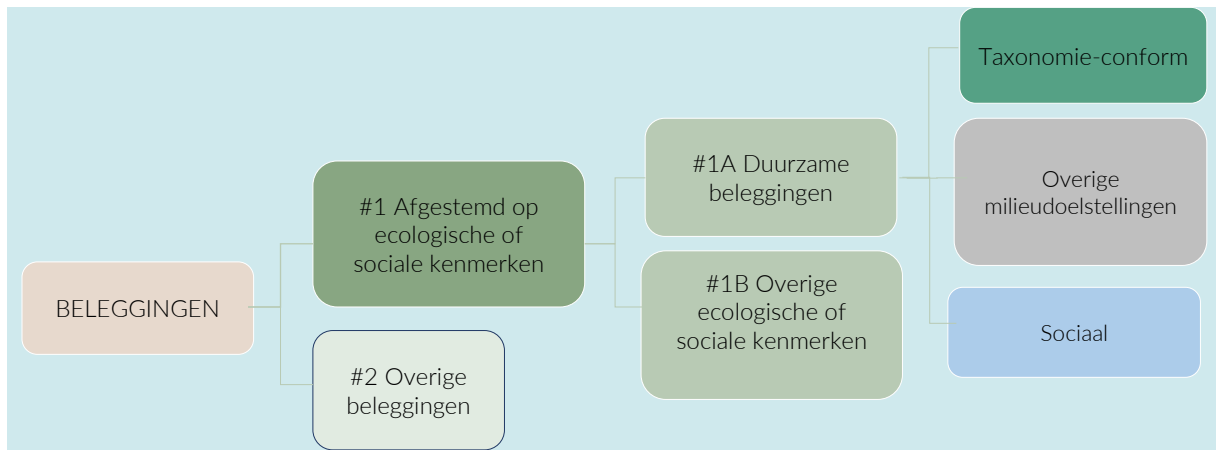 BELEGGINGEN
#1 Afgestemd op
ecologische of
sociale kenmerken
#2 Overige
beleggingen
#1A Duurzame
beleggingen
#1B Overige
ecologische of
sociale kenmerken
Taxonomie-conform
Overige
milieudoelstellingen
Sociaal